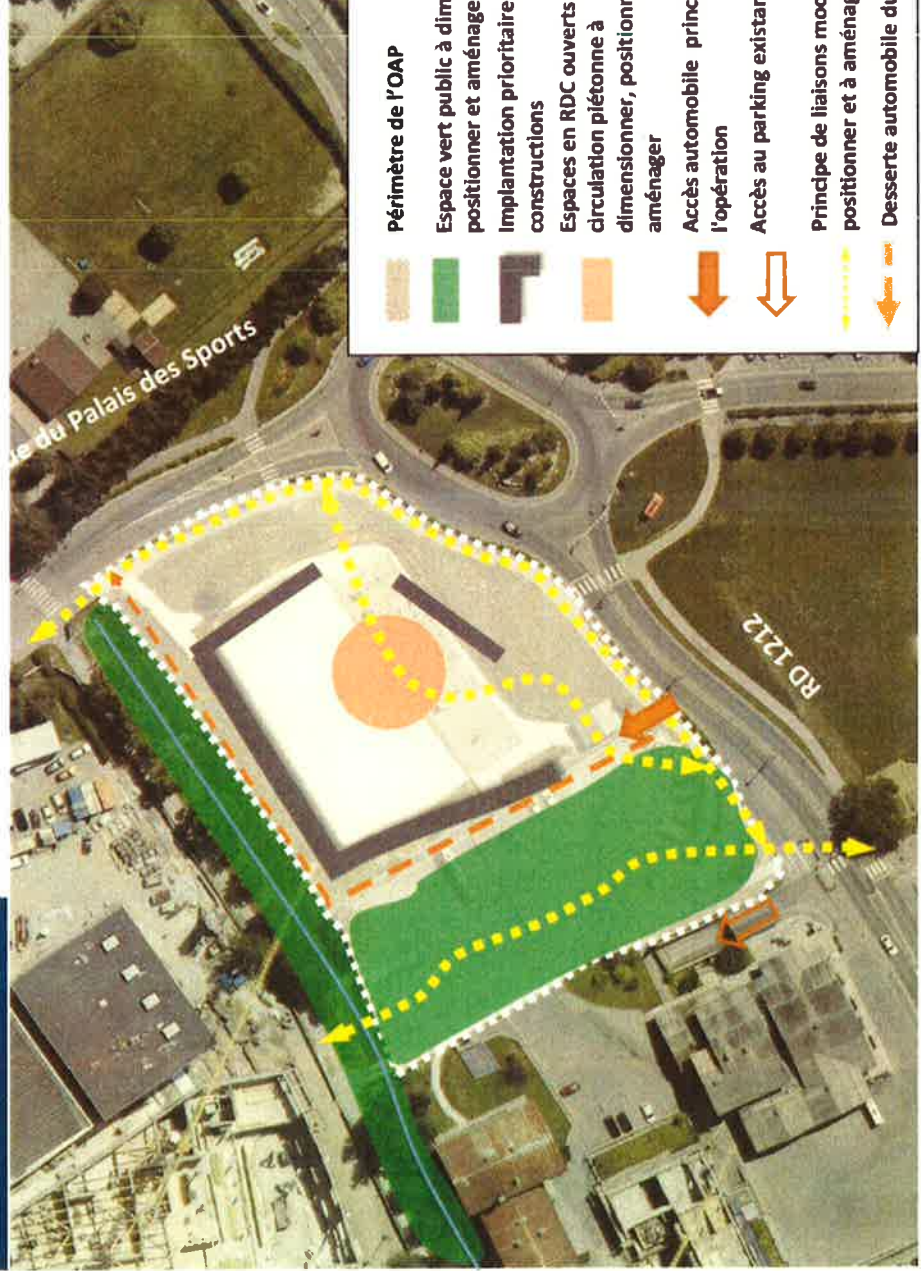 Périmètre de l'OAP
Espace vert public à dim
positionner et aménage
Implantation prioritaire
constructions
Espaces en RDC ouverts
circulation piétonne à
dimensionner, positionn
aménager
Accès automobile princ
l'opération
Accès au parking existan
Principe de liaisons mod
positionner et à aménag
Desserte automobile du
e du Palais des Sports
RD 1212